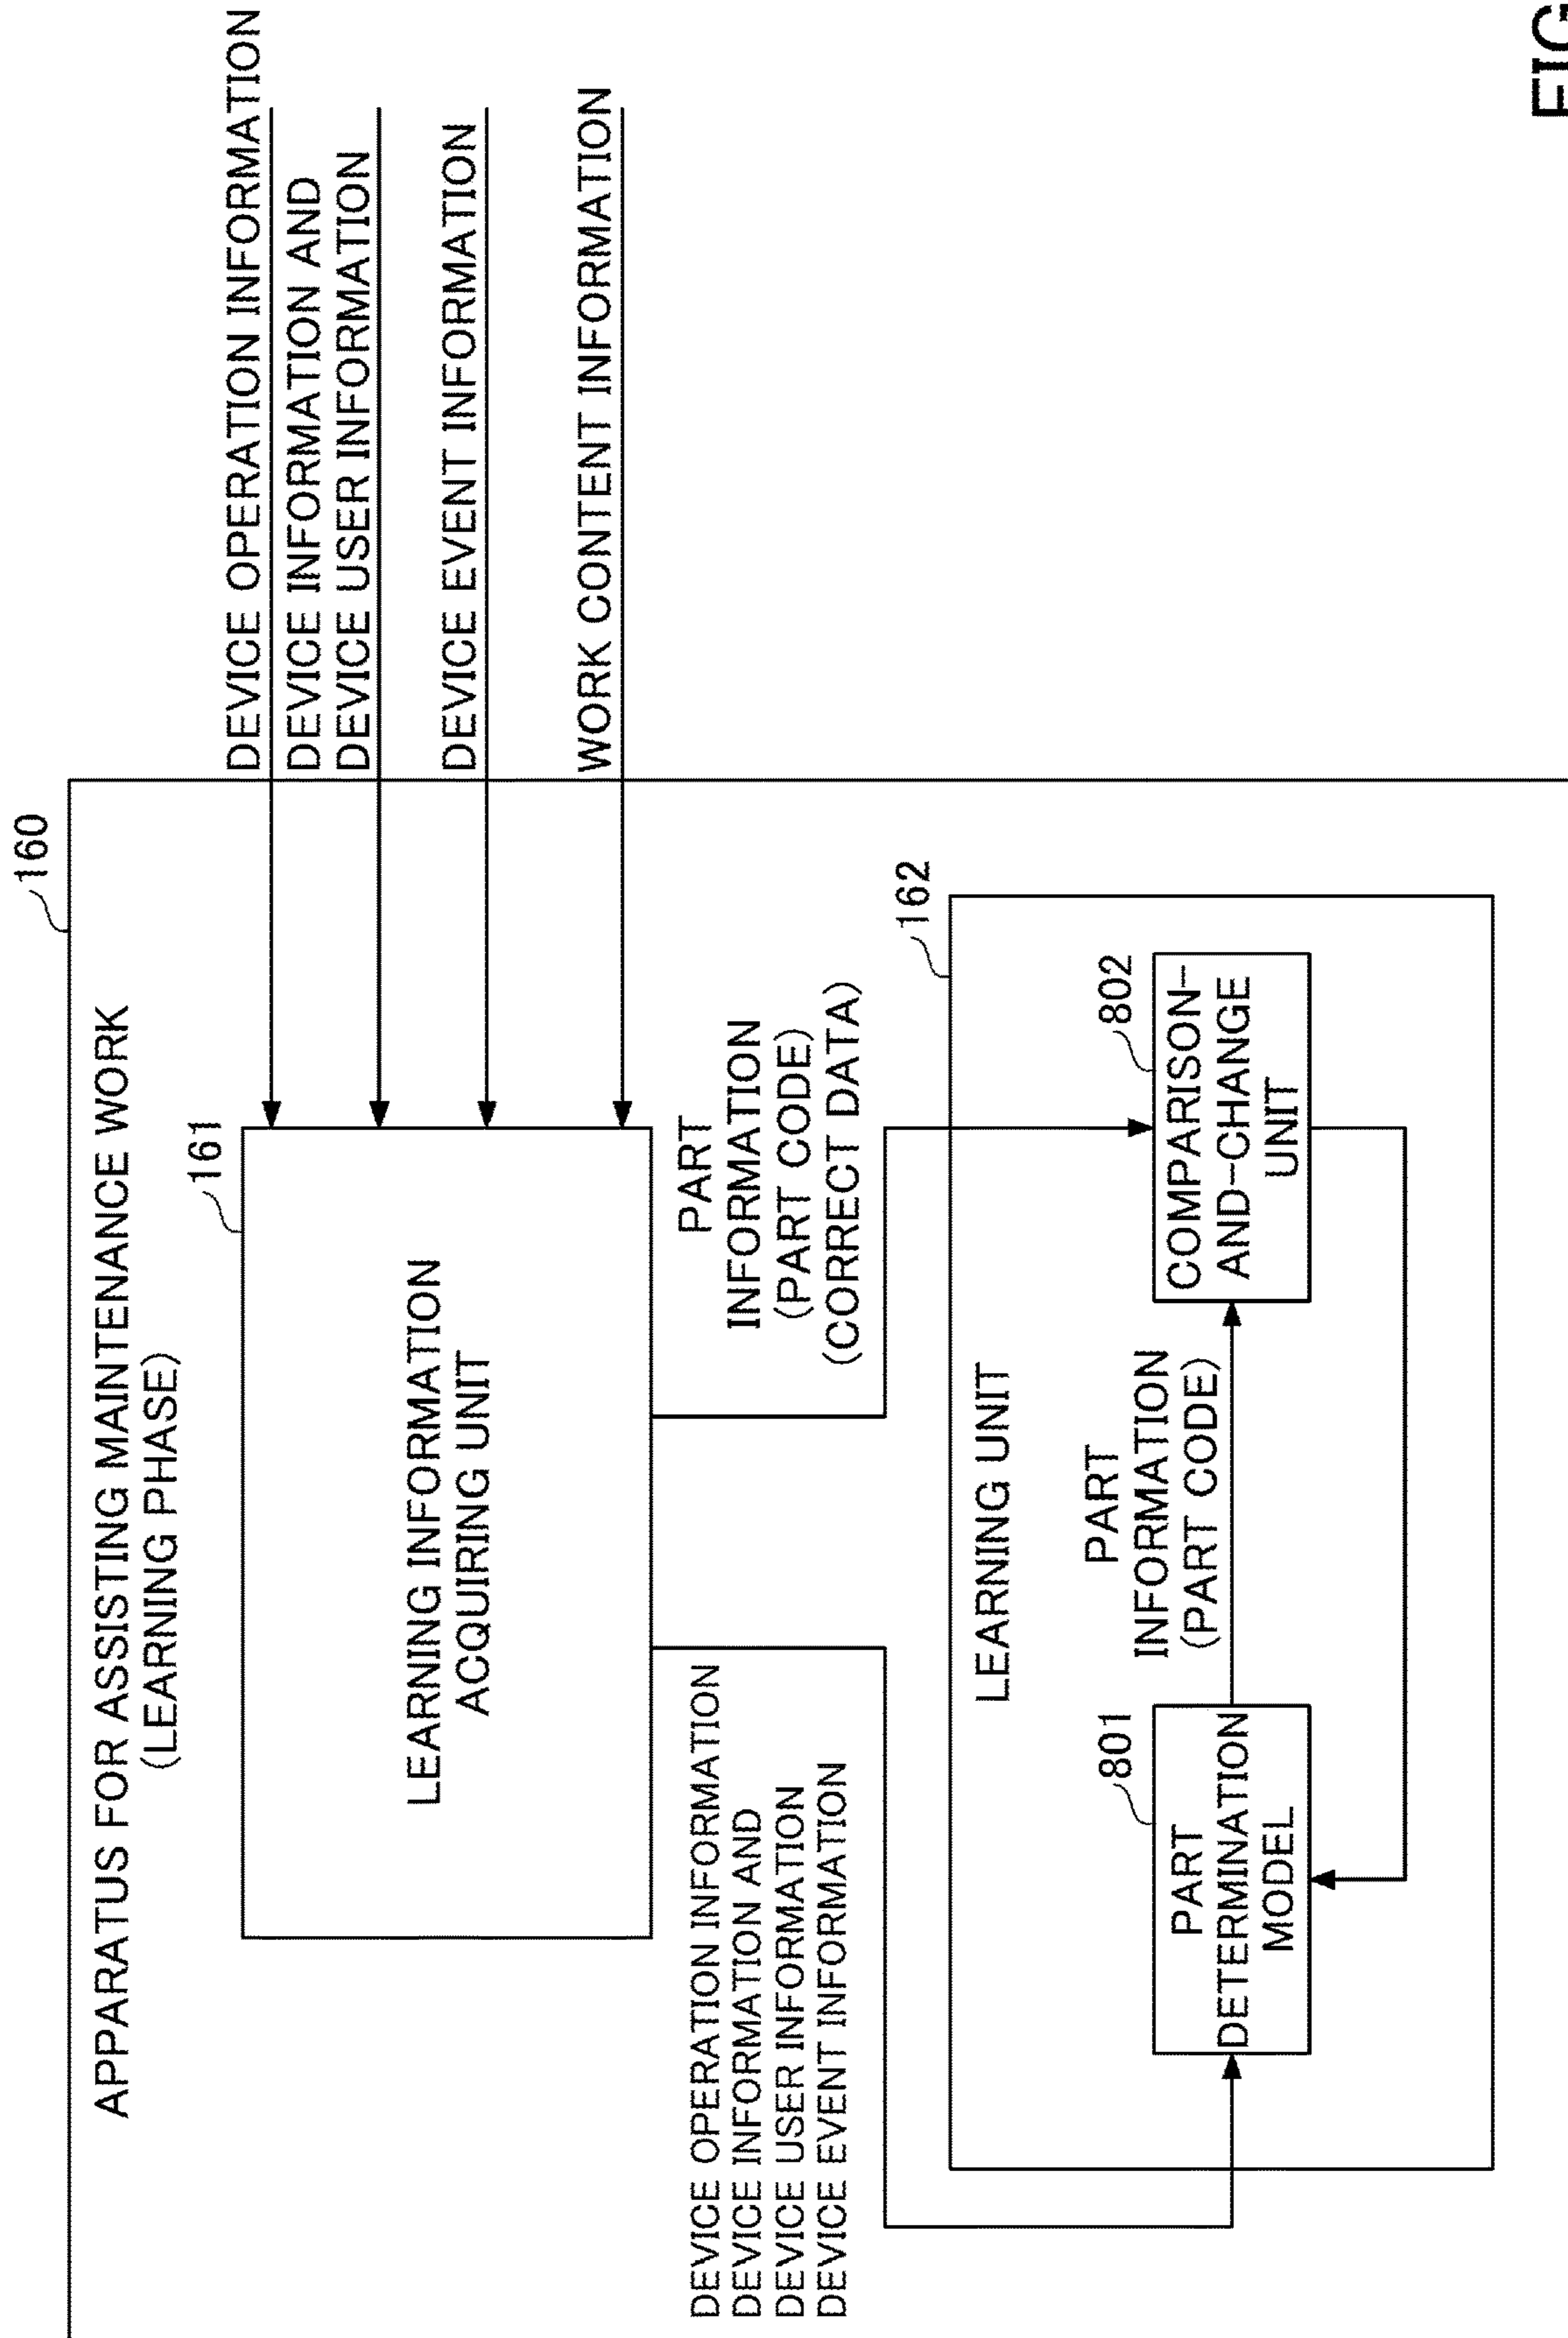 FIG
160
APPARATUS FOR ASSISTING MAINTENANCE WORK
(LEARNING PHASE)
DEVICE OPERATION INFORMATION
DEVICE INFORMATION AND
DEVICE USER INFORMATION
DEVICE EVENT INFORMATION
WORK CONTENT INFORMATION
161
LEARNING INFORMATION
ACQUIRING UNIT
DEVICE OPERATION INFORMATION
DEVICE INFORMATION AND
DEVICE USER INFORMATION
DEVICE EVENT INFORMATION
PART
INFORMATION
(PART CODE)
(CORRECT DATA)
162
LEARNING UNIT
801
PART
DETERMINATION
MODEL
PART
INFORMATION
(PART CODE)
802
COMPARISON-
AND-CHANGE
UNIT